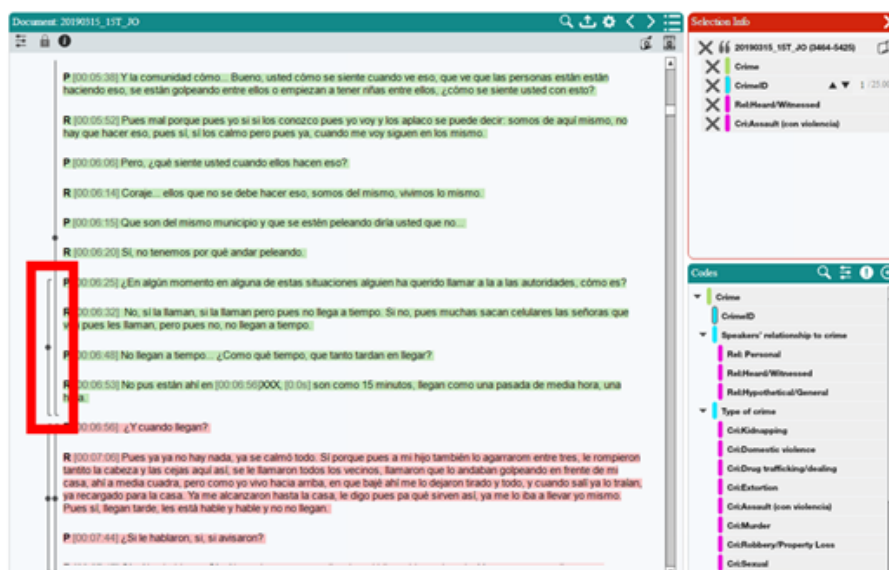 Document: 20190315_15T_JO
P [00:05:38] Y la comunidad cómo... Bueno, usted cómo se siente cuando ve eso, que ve que las personas están están
haciendo eso, se están golpeando entre ellos o empiezan a tener riñas entre ellos, ¿cómo se siente usted con esto?
R [00:05:52] Pues mal porque pues yo si si los conozco pues yo voy y los aplaco se puede decir: somos de aquí mismo, no
hay que hacer eso, pues sí, sí los calmo pero pues ya, cuando me voy siguen en los mismo.
P [00:06:06] Pero, ¿qué siente usted cuando ellos hacen eso?
R [00:06:14] Coraje... ellos que no se debe hacer eso, somos del mismo, vivimos lo mismo.
P [00:06:15] Que son del mismo municipio y que se estén peleando diría usted que no...
R [00:06:20] Sí, no tenemos por qué andar peleando.
P [00:06:25] ¿En algún momento en alguna de estas situaciones alguien ha querido llamar a la a las autoridades, cómo es?
R [00:06:32] No, sí la llaman, si la llaman pero pues no llega a tiempo. Si no, pues muchas sacan celulares las señoras que
pues les llaman, pero pues no, no llegan a tiempo.
P [00:06:48] No llegan a tiempo... ¿Como qué tiempo, que tanto tardan en llegar?
R [00:06:53] No pus están ahí en [00:06:56]XXX, [0.0s] son como 15 minutos, llegan como una pasada de media hora, una
[00:06:56] ¿Y cuando llegan?
R [00:07:06] Pues ya ya no hay nada, ya se calmó todo. Sí porque pues a mi hijo también lo agarrarom entre tres, le rompieron
tantito la cabeza y las cejas aquí así, se le llamaron todos los vecinos, llamaron que lo andaban golpeando en frente de mi
casa, ahí a media cuadra, pero como yo vivo hacia arriba, en que bajé ahí me lo dejaron tirado y todo, y cuando salí ya lo traían,
ya recargado para la casa. Ya me alcanzaron hasta la casa, le digo pues pa qué sirven así, ya me lo iba a llevar yo mismo.
Pues sí, llegan tarde, les está hable y hable y no no llegan.
P [00:07:44] ¿Si le hablaron, si, si avisaron?
Selection Info
20190315_15T_JO (3464-5425)
Crime
CrimeID
1 /25.00
Rel:Heard/Witnessed
Cri:Assault (con violencia)
Codes
Crime
CrimeID
Speakers' relationship to crime
Rel: Personal
Rel:Heard/Witnessed
Rel:Hypothetical/General
Type of crime
Cri:Kidnapping
Cri:Domestic violence
Cri:Drug trafficking/dealing
Cri:Extortion
Cri:Assault (con violencia)
Cri:Murder
Cri:Robbery/Property Loss
Cri:Sexual